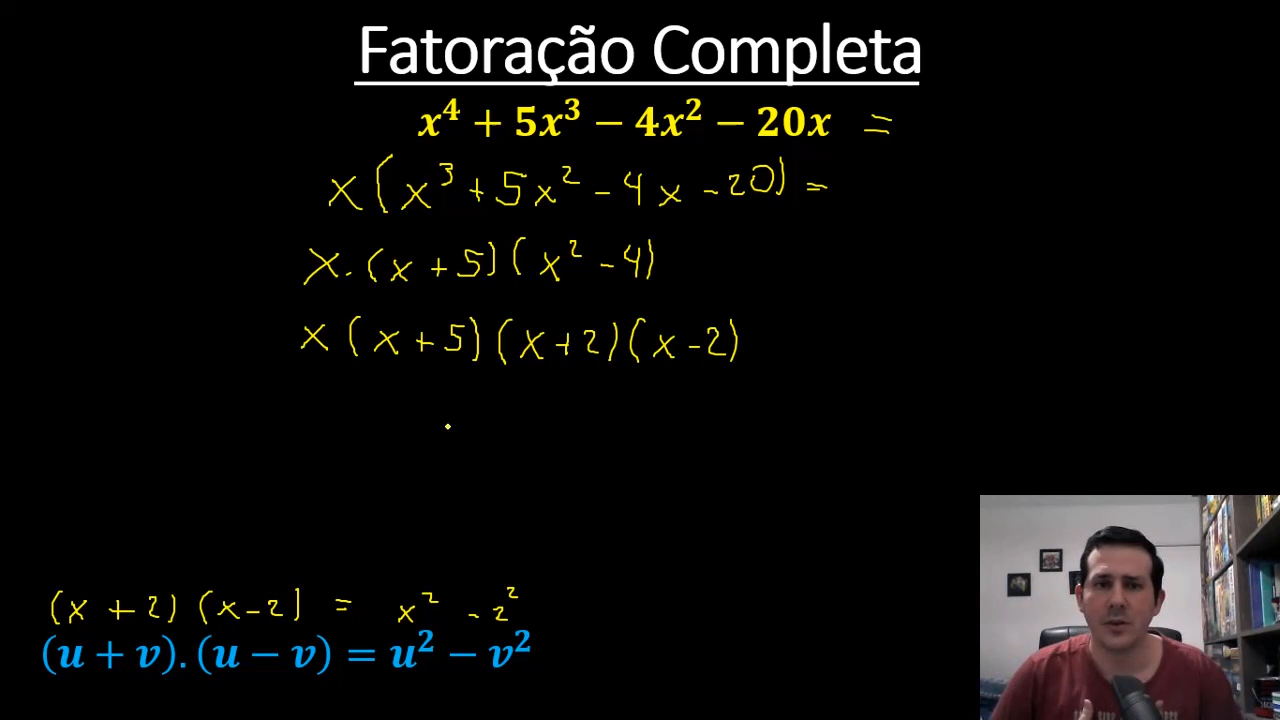 Fatoração Completa
x⁴ + 5x³ − 4x² − 20x =
x(x³ + 5x² − 4x − 20) =
x·(x + 5)(x² − 4)
x(x + 5)(x + 2)(x − 2)
(x + 2)(x − 2) = x² − 2²
(u + v).(u − v) = u² − v²